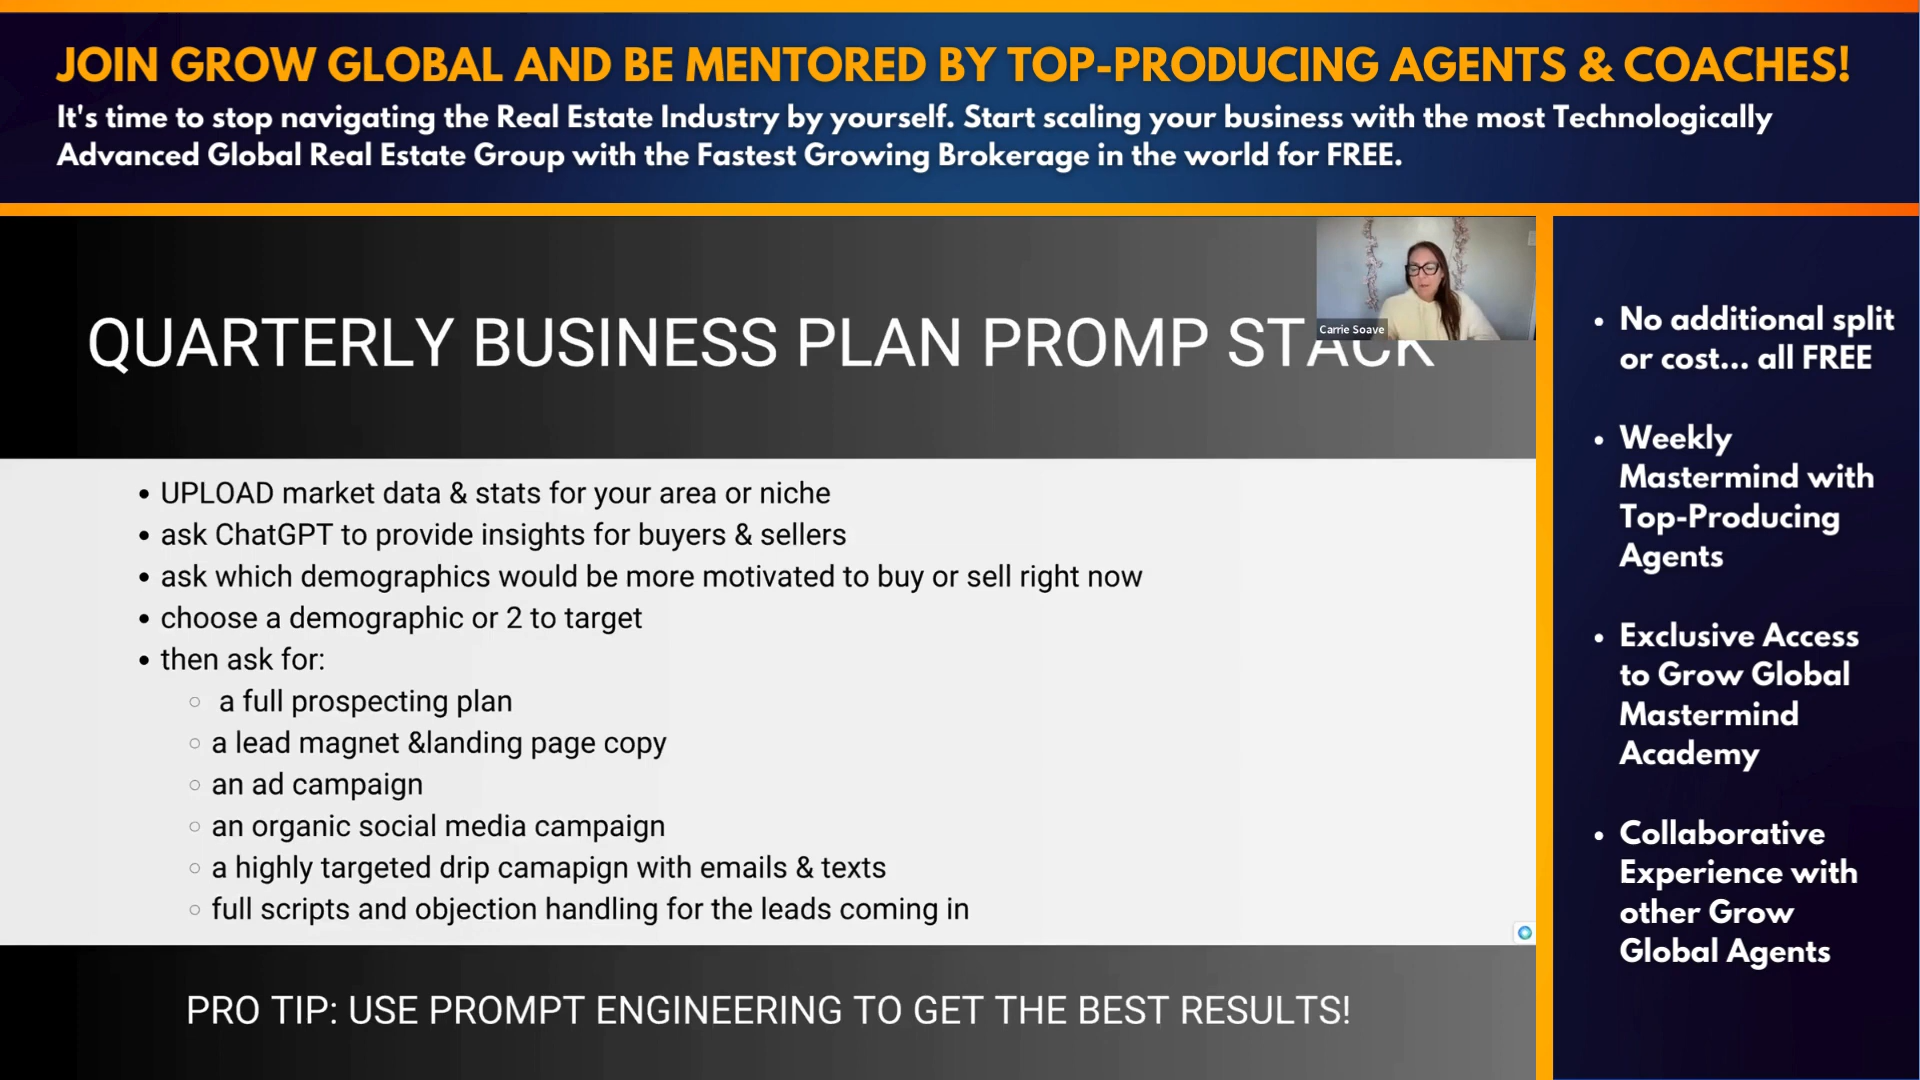 JOIN GROW GLOBAL AND BE MENTORED BY TOP-PRODUCING AGENTS & COACHES!
It's time to stop navigating the Real Estate Industry by yourself. Start scaling your business with the most Technologically
Advanced Global Real Estate Group with the Fastest Growing Brokerage in the world for FREE.
Carrie Soave
QUARTERLY BUSINESS PLAN PROMP STACK
• UPLOAD market data & stats for your area or niche
• ask ChatGPT to provide insights for buyers & sellers
• ask which demographics would be more motivated to buy or sell right now
• choose a demographic or 2 to target
• then ask for:
○ a full prospecting plan
○ a lead magnet &landing page copy
○ an ad campaign
○ an organic social media campaign
○ a highly targeted drip camapign with emails & texts
○ full scripts and objection handling for the leads coming in
PRO TIP: USE PROMPT ENGINEERING TO GET THE BEST RESULTS!
• No additional split
or cost... all FREE
• Weekly
Mastermind with
Top-Producing
Agents
• Exclusive Access
to Grow Global
Mastermind
Academy
• Collaborative
Experience with
other Grow
Global Agents